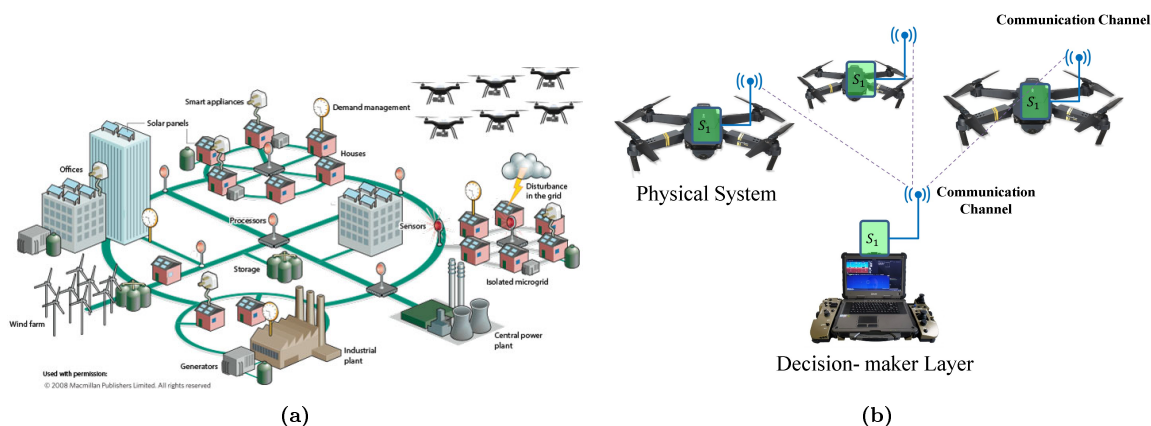 Smart appliances
Demand management
Solar panels
Houses
Offices
Disturbance
in the grid
Processors
Sensors
Storage
Isolated microgrid
Wind farm
Central power
plant
Industrial
plant
Generators
Used with permission:
© 2008 Macmillan Publishers Limited. All rights reserved
(a)
Communication Channel
S₁
S₁
S₁
Physical System
Communication
Channel
S₁
Decision- maker Layer
(b)